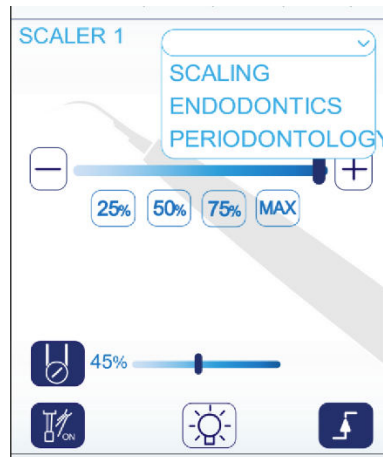 SCALER 1
SCALING
ENDODONTICS
PERIODONTOLOGY
25% 50% 75% MAX
45%
ON